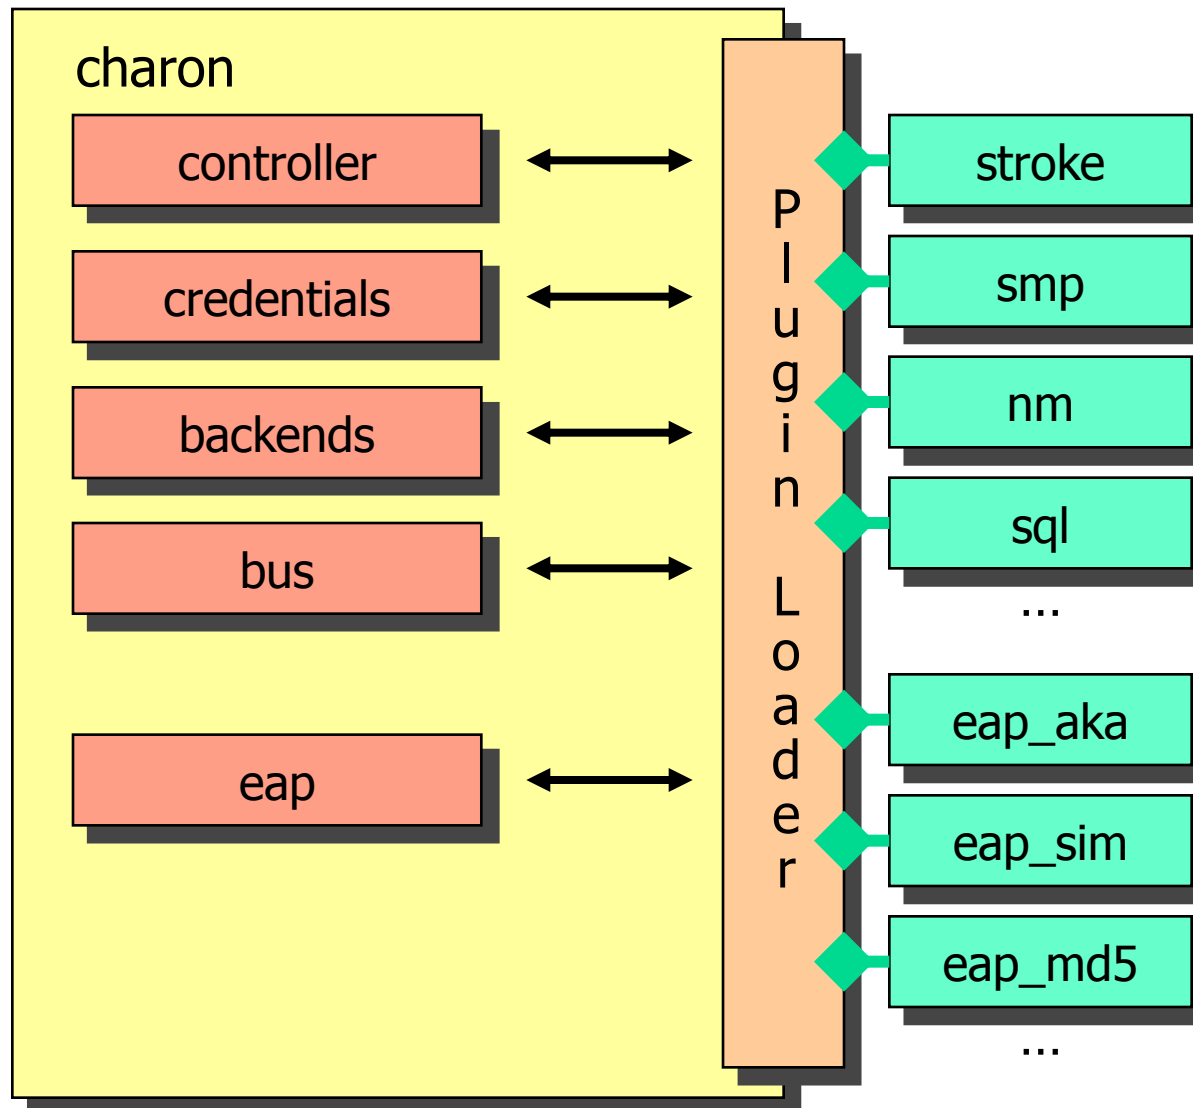 charon
controller
credentials
backends
bus
eap
Plugin Loader
stroke
smp
nm
sql
...
eap_aka
eap_sim
eap_md5
...